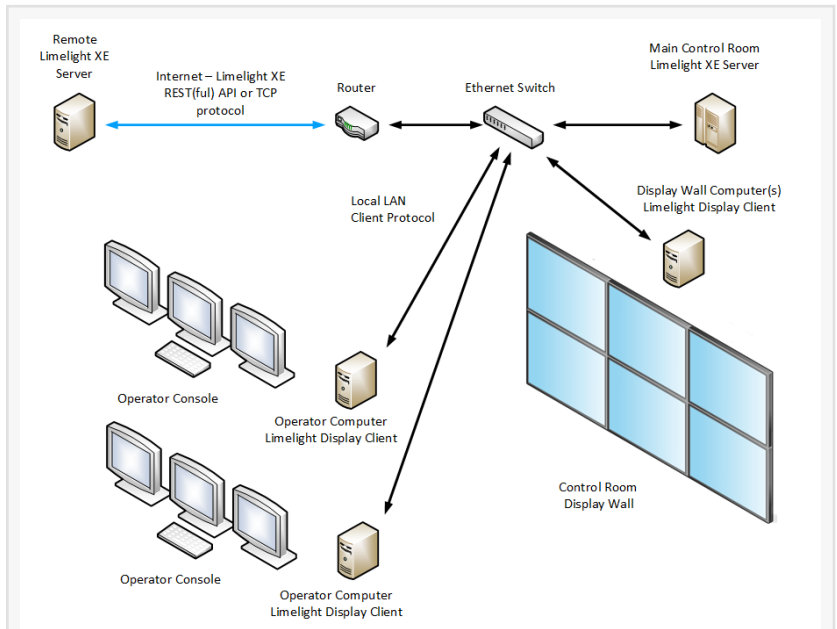 Remote
Limelight XE
Server
Internet – Limelight XE
REST(ful) API or TCP
protocol
Router
Ethernet Switch
Main Control Room
Limelight XE Server
Local LAN
Client Protocol
Display Wall Computer(s)
Limelight Display Client
Operator Console
Operator Computer
Limelight Display Client
Control Room
Display Wall
Operator Console
Operator Computer
Limelight Display Client